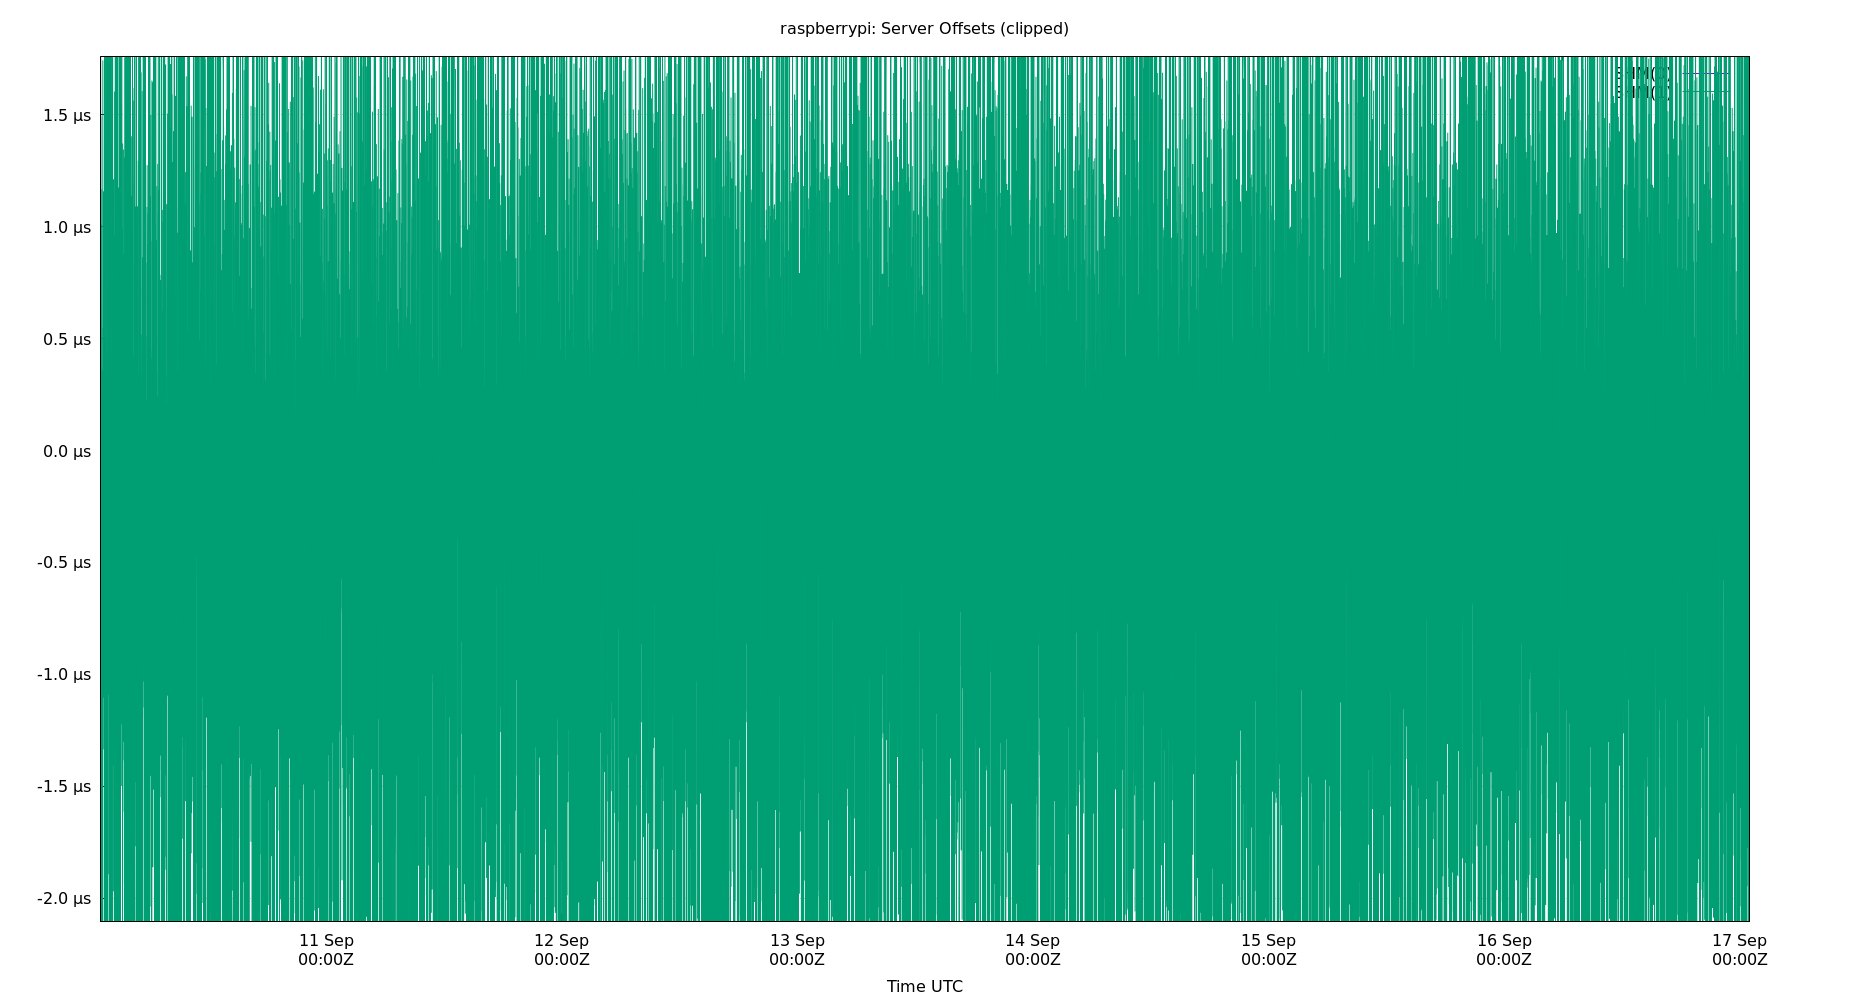 raspberrypi: Server Offsets (clipped)
1.5 µs
1.0 µs
0.5 µs
0.0 µs
-0.5 µs
-1.0 µs
-1.5 µs
-2.0 µs
11 Sep 12 Sep 13 Sep 14 Sep 15 Sep 16 Sep 17 Sep
00:00Z 00:00Z 00:00Z 00:00Z 00:00Z 00:00Z 00:00Z
Time UTC